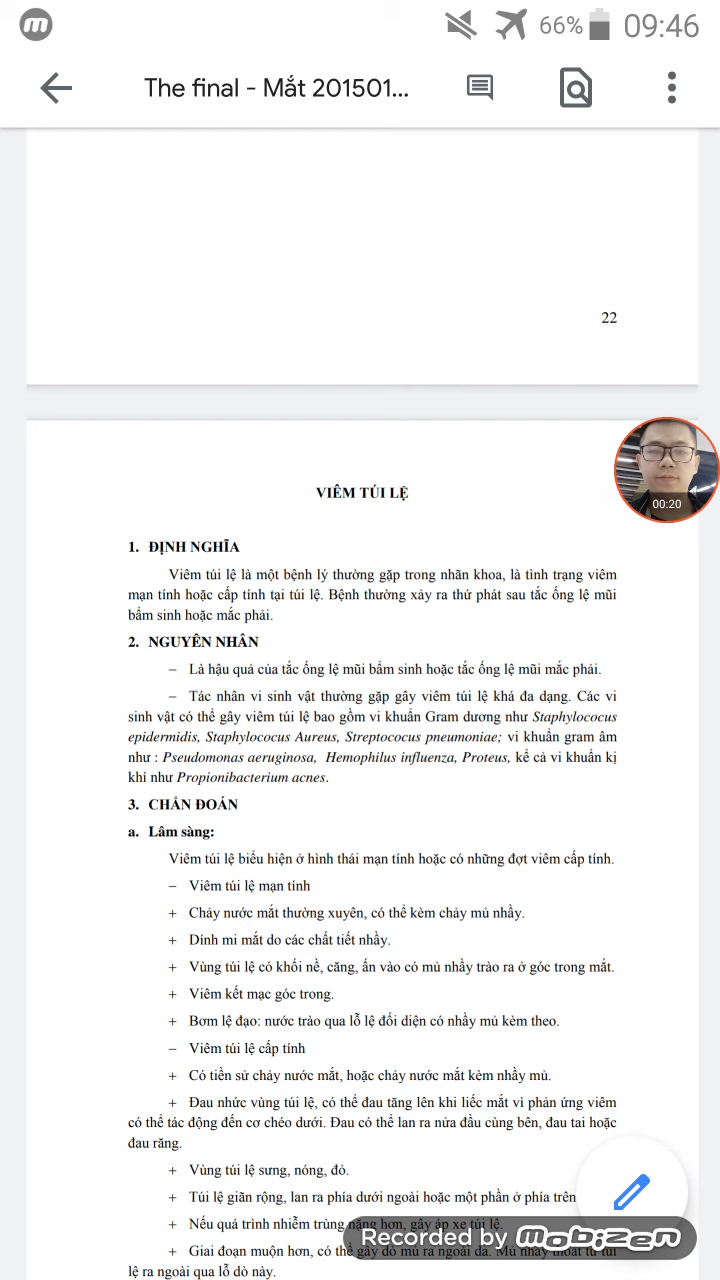 m 66% 09:46
The final - Mắt 201501...
22
00:20
VIÊM TÚI LỆ
1. ĐỊNH NGHĨA
Viêm túi lệ là một bệnh lý thường gặp trong nhãn khoa, là tình trạng viêm
mạn tính hoặc cấp tính tại túi lệ. Bệnh thường xảy ra thứ phát sau tắc ống lệ mũi
bẩm sinh hoặc mắc phải.
2. NGUYÊN NHÂN
− Là hậu quả của tắc ống lệ mũi bẩm sinh hoặc tắc ống lệ mũi mắc phải.
− Tác nhân vi sinh vật thường gặp gây viêm túi lệ khá đa dạng. Các vi
sinh vật có thể gây viêm túi lệ bao gồm vi khuẩn Gram dương như Staphylococus
epidermidis, Staphylococus Aureus, Streptococus pneumoniae; vi khuẩn gram âm
như : Pseudomonas aeruginosa, Hemophilus influenza, Proteus, kể cả vi khuẩn kị
khí như Propionibacterium acnes.
3. CHẨN ĐOÁN
a. Lâm sàng:
Viêm túi lệ biểu hiện ở hình thái mạn tính hoặc có những đợt viêm cấp tính.
− Viêm túi lệ mạn tính
+ Chảy nước mắt thường xuyên, có thể kèm chảy mủ nhầy.
+ Dính mi mắt do các chất tiết nhầy.
+ Vùng túi lệ có khối nề, căng, ấn vào có mủ nhầy trào ra ở góc trong mắt.
+ Viêm kết mạc góc trong.
+ Bơm lệ đạo: nước trào qua lỗ lệ đối diện có nhầy mủ kèm theo.
− Viêm túi lệ cấp tính
+ Có tiền sử chảy nước mắt, hoặc chảy nước mắt kèm nhầy mủ.
+ Đau nhức vùng túi lệ, có thể đau tăng lên khi liếc mắt vì phản ứng viêm
có thể tác động đến cơ chéo dưới. Đau có thể lan ra nửa đầu cùng bên, đau tai hoặc
đau răng.
+ Vùng túi lệ sưng, nóng, đỏ.
+ Túi lệ giãn rộng, lan ra phía dưới ngoài hoặc một phần ở phía trên
+ Nếu quá trình nhiễm trùng nặng hơn, gây áp xe túi lệ.
+ Giai đoạn muộn hơn, có thể gây dò mủ ra ngoài da. Mủ nhầy thoát từ túi
lệ ra ngoài qua lỗ dò này.
Recorded by mobizen